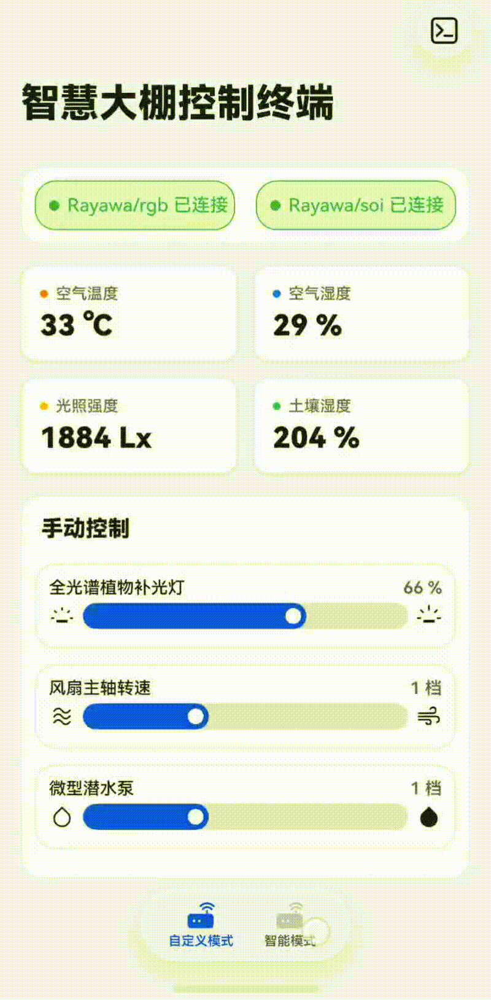 智慧大棚控制终端
Rayawa/rgb 已连接
Rayawa/soi 已连接
空气温度
33 ℃
空气湿度
29 %
光照强度
1884 Lx
土壤湿度
204 %
手动控制
全光谱植物补光灯
66 %
风扇主轴转速
1 档
微型潜水泵
1 档
自定义模式
智能模式